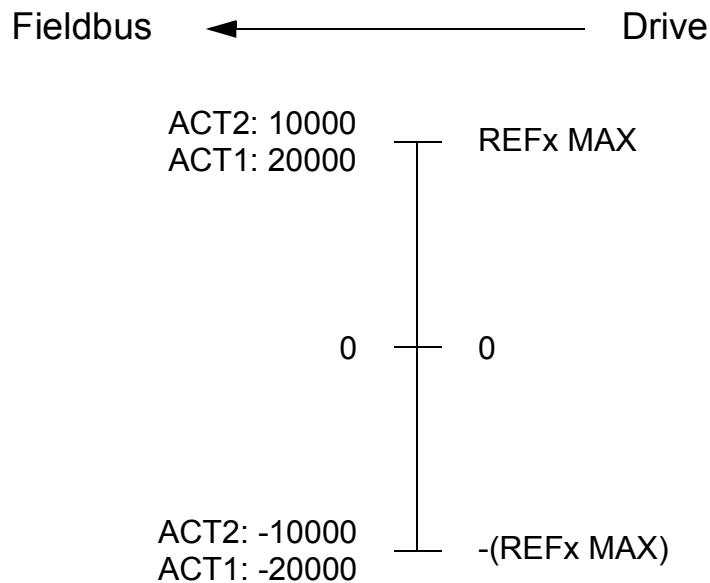 Fieldbus Drive
ACT2: 10000
ACT1: 20000
REFx MAX
0 0
ACT2: -10000
ACT1: -20000
-(REFx MAX)